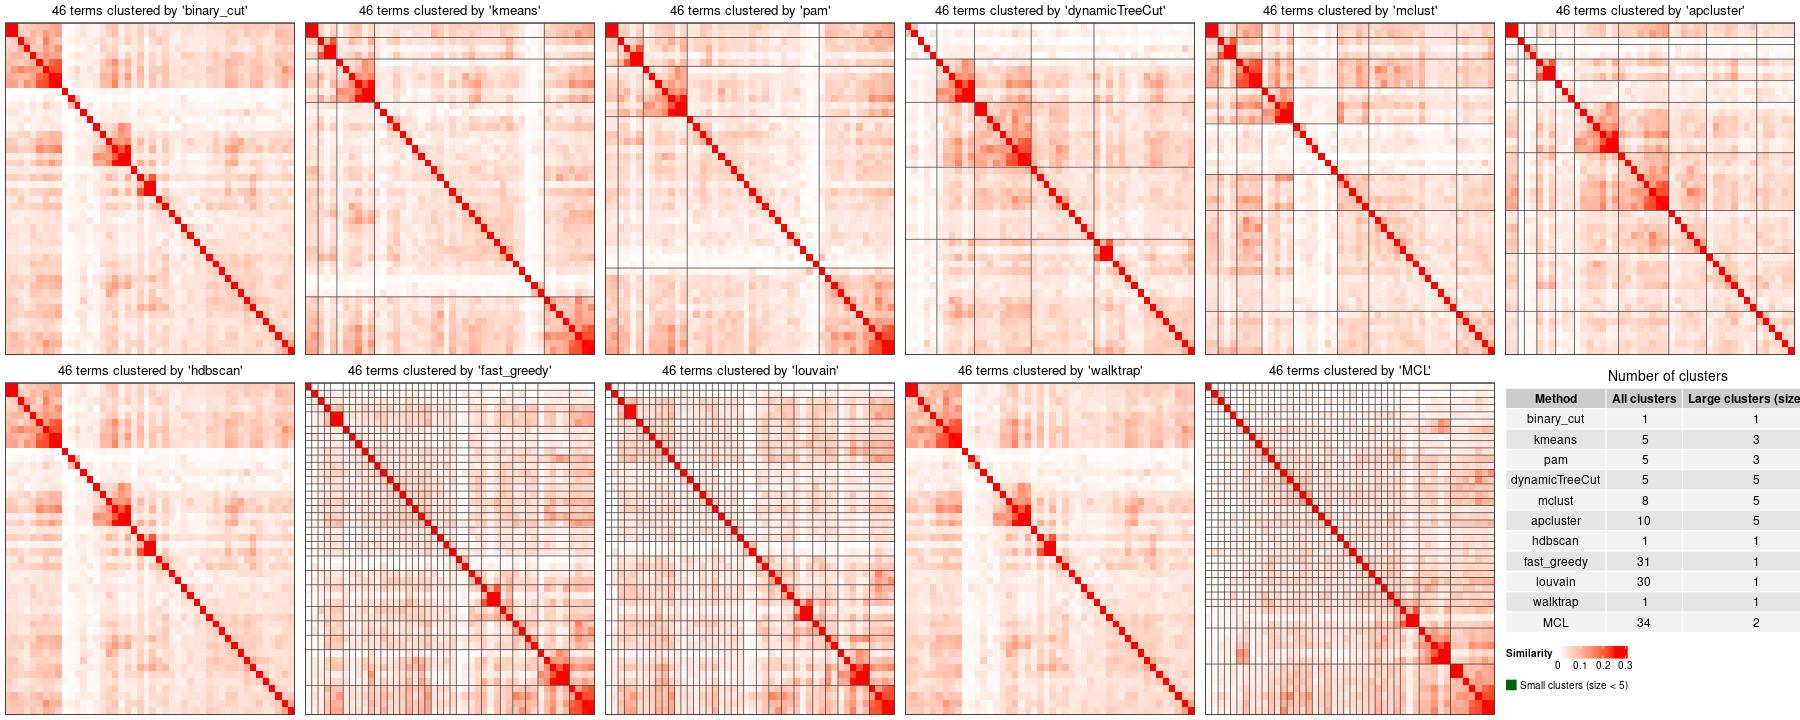 46 terms clustered by 'binary_cut'
46 terms clustered by 'kmeans'
46 terms clustered by 'pam'
46 terms clustered by 'dynamicTreeCut'
46 terms clustered by 'mclust'
46 terms clustered by 'apcluster'
46 terms clustered by 'hdbscan'
46 terms clustered by 'fast_greedy'
46 terms clustered by 'louvain'
46 terms clustered by 'walktrap'
46 terms clustered by 'MCL'
Number of clusters
Method All clusters Large clusters (size
binary_cut 1 1
kmeans 5 3
pam 5 3
dynamicTreeCut 5 5
mclust 8 5
apcluster 10 5
hdbscan 1 1
fast_greedy 31 1
louvain 30 1
walktrap 1 1
MCL 34 2
Similarity
0 0.1 0.2 0.3
Small clusters (size < 5)